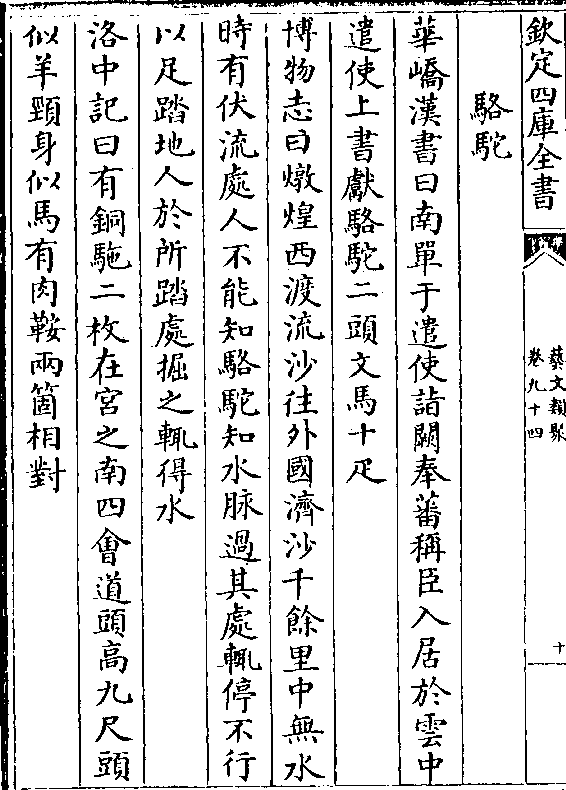 欽定四庫全書
藝文類聚
卷九十四
十
駱駝
華嶠漢書曰南單于遣使詣闕奉蕃稱臣入居於雲中
遣使上書獻駱駝二頭文馬十疋
博物志曰燉煌西渡流沙往外國濟沙千餘里中無水
時有伏流處人不能知駱駝知水脉過其處輒停不行
以足踏地人於所踏處掘之輒得水
洛中記曰有銅駞二枚在宮之南四會道頭高九尺頭
似羊頸身似馬有肉鞍兩箇相對